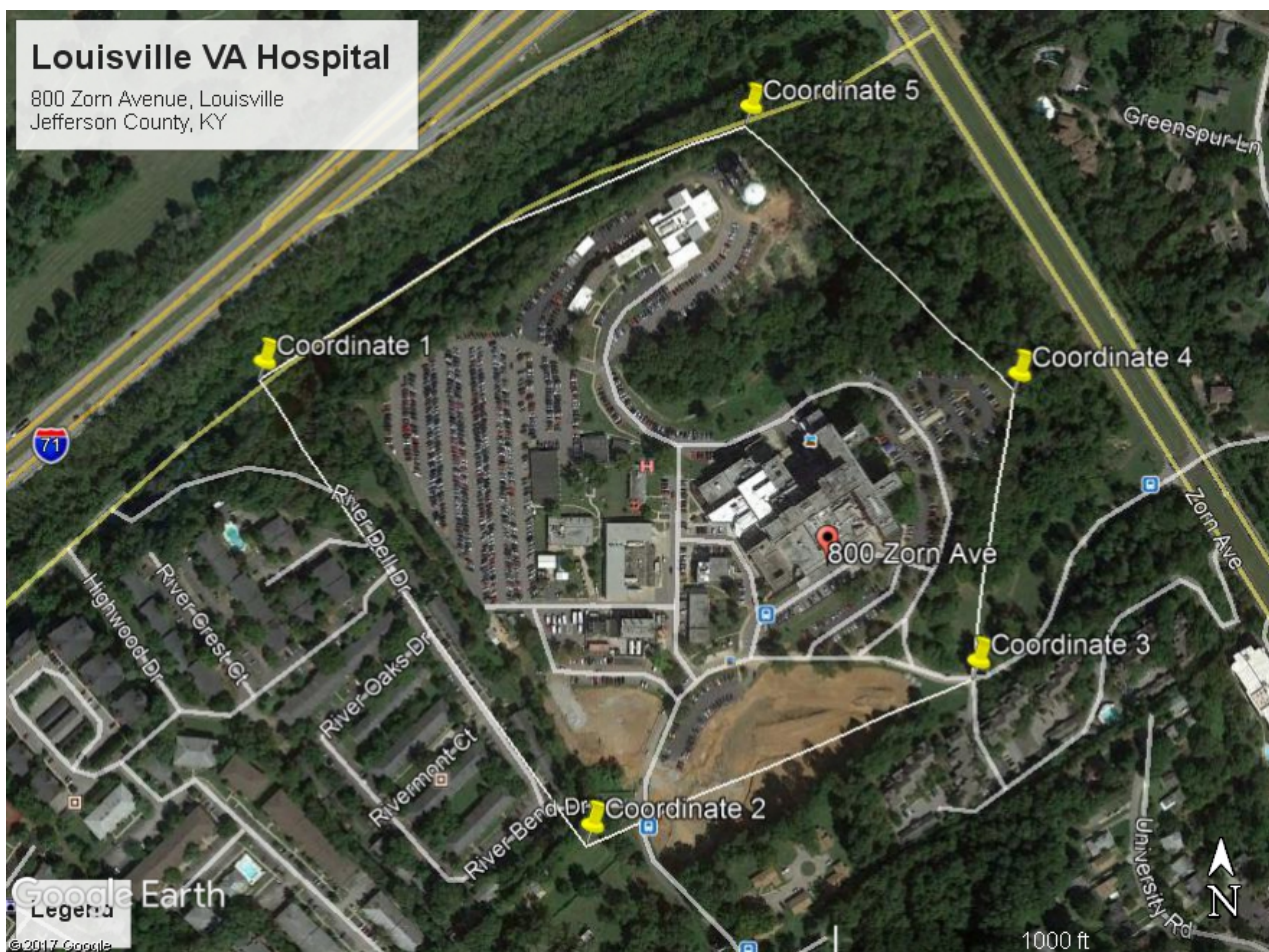 Louisville VA Hospital
800 Zorn Avenue, Louisville
Jefferson County, KY
Coordinate 5
Greenspur Ln
Coordinate 1
Coordinate 4
71
H
River Dell Dr
Zorn Ave
800 Zorn Ave
Highwood Dr
River Crest Ct
River Oaks Dr
Coordinate 3
Rivermont Ct
River Bend Dr
Coordinate 2
University Rd
Google Earth
Legend
N
©2017 Google
1000 ft